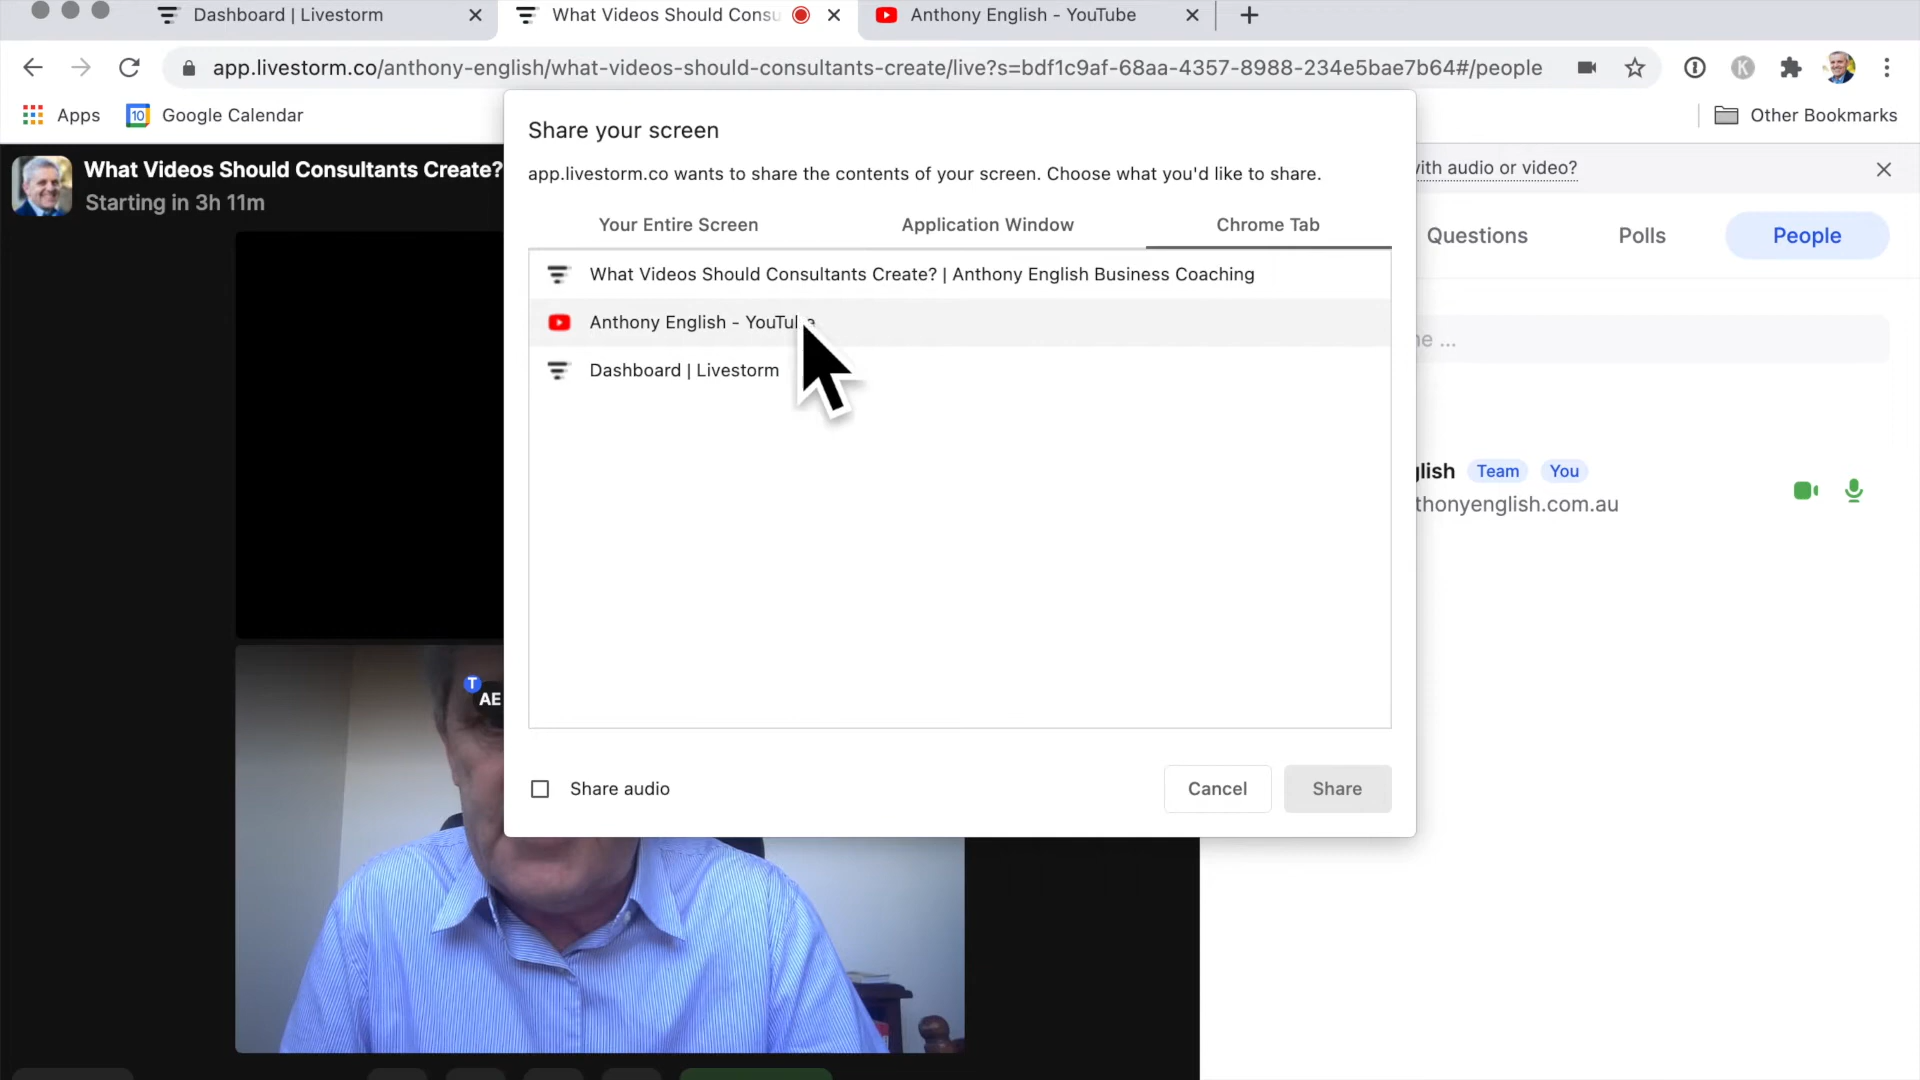 Dashboard | Livestorm
What Videos Should Consu
Anthony English - YouTube
app.livestorm.co/anthony-english/what-videos-should-consultants-create/live?s=bdf1c9af-68aa-4357-8988-234e5bae7b64#/people
K
Apps
10
Google Calendar
Other Bookmarks
What Videos Should Consultants Create?
Starting in 3h 11m
Share your screen
app.livestorm.co wants to share the contents of your screen. Choose what you'd like to share.
Your Entire Screen
Application Window
Chrome Tab
What Videos Should Consultants Create? | Anthony English Business Coaching
Anthony English - YouTube
Dashboard | Livestorm
Share audio
Cancel
Share
with audio or video?
Questions
Polls
People
...
glish
Team
You
thonyenglish.com.au
T
AE